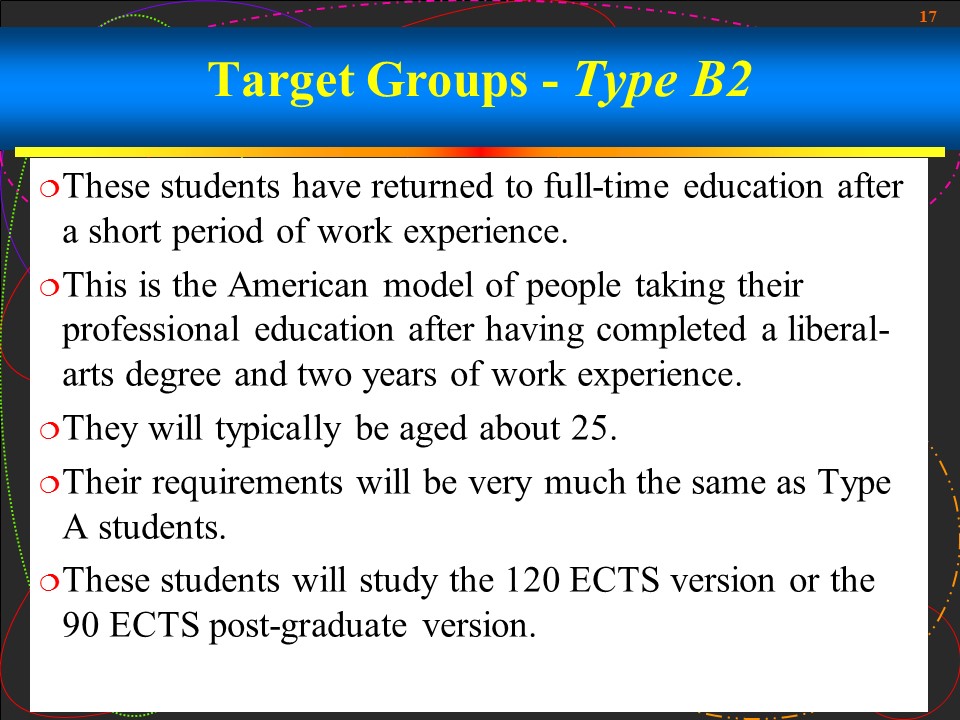 17
Target Groups - Type B2
❍ These students have returned to full-time education after
a short period of work experience.
❍ This is the American model of people taking their
professional education after having completed a liberal-
arts degree and two years of work experience.
❍ They will typically be aged about 25.
❍ Their requirements will be very much the same as Type
A students.
❍ These students will study the 120 ECTS version or the
90 ECTS post-graduate version.